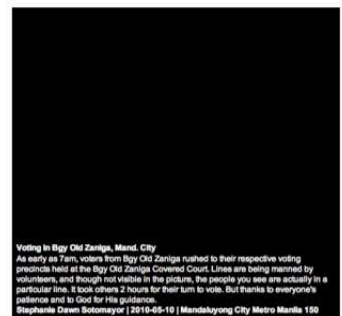 Voting in Bgy Old Zaniga, Mand. City
As early as 7am, voters from Bgy Old Zaniga rushed to their respective voting
precincts held at the Bgy Old Zaniga Covered Court. Lines are being manned by
volunteers, and though not visible in the picture, the people you see are actually in a
particular line. It took others 2 hours for their turn to vote. But thanks to everyone's
patience and to God for His guidance.
Stephanie Dawn Sotomayor | 2010-05-10 | Mandaluyong City Metro Manila 150